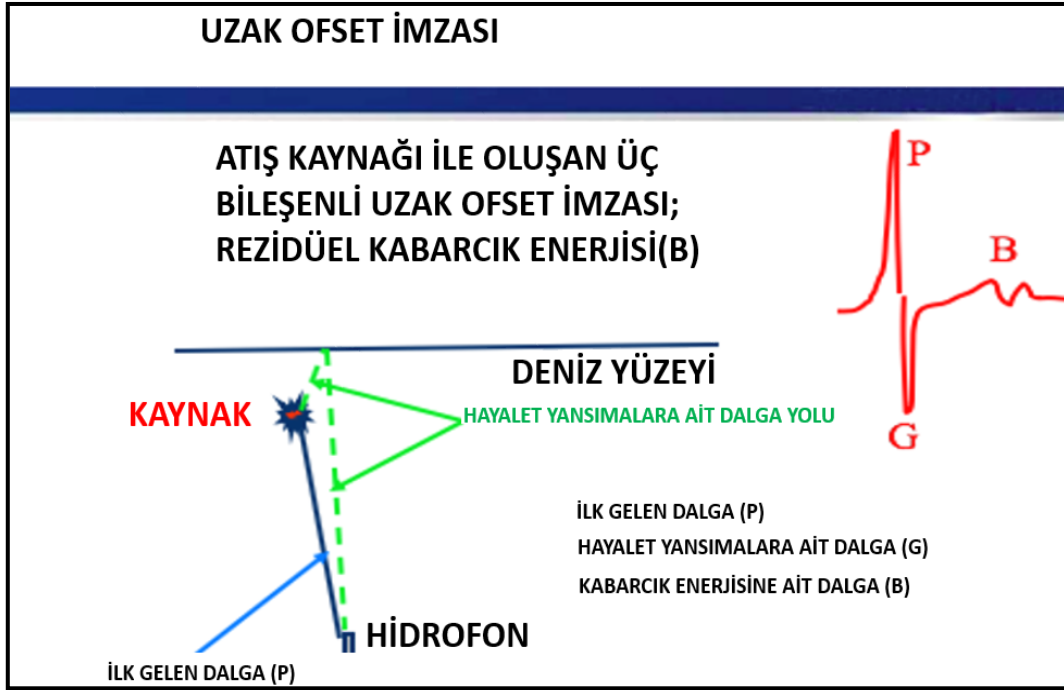 UZAK OFSET İMZASI
ATIŞ KAYNAĞI İLE OLUŞAN ÜÇ
BİLEŞENLİ UZAK OFSET İMZASI;
REZİDÜEL KABARCIK ENERJİSİ(B)
P
B
G
DENİZ YÜZEYİ
KAYNAK
HAYALET YANSIMALARA AİT DALGA YOLU
İLK GELEN DALGA (P)
HAYALET YANSIMALARA AİT DALGA (G)
KABARCIK ENERJİSİNE AİT DALGA (B)
HİDROFON
İLK GELEN DALGA (P)